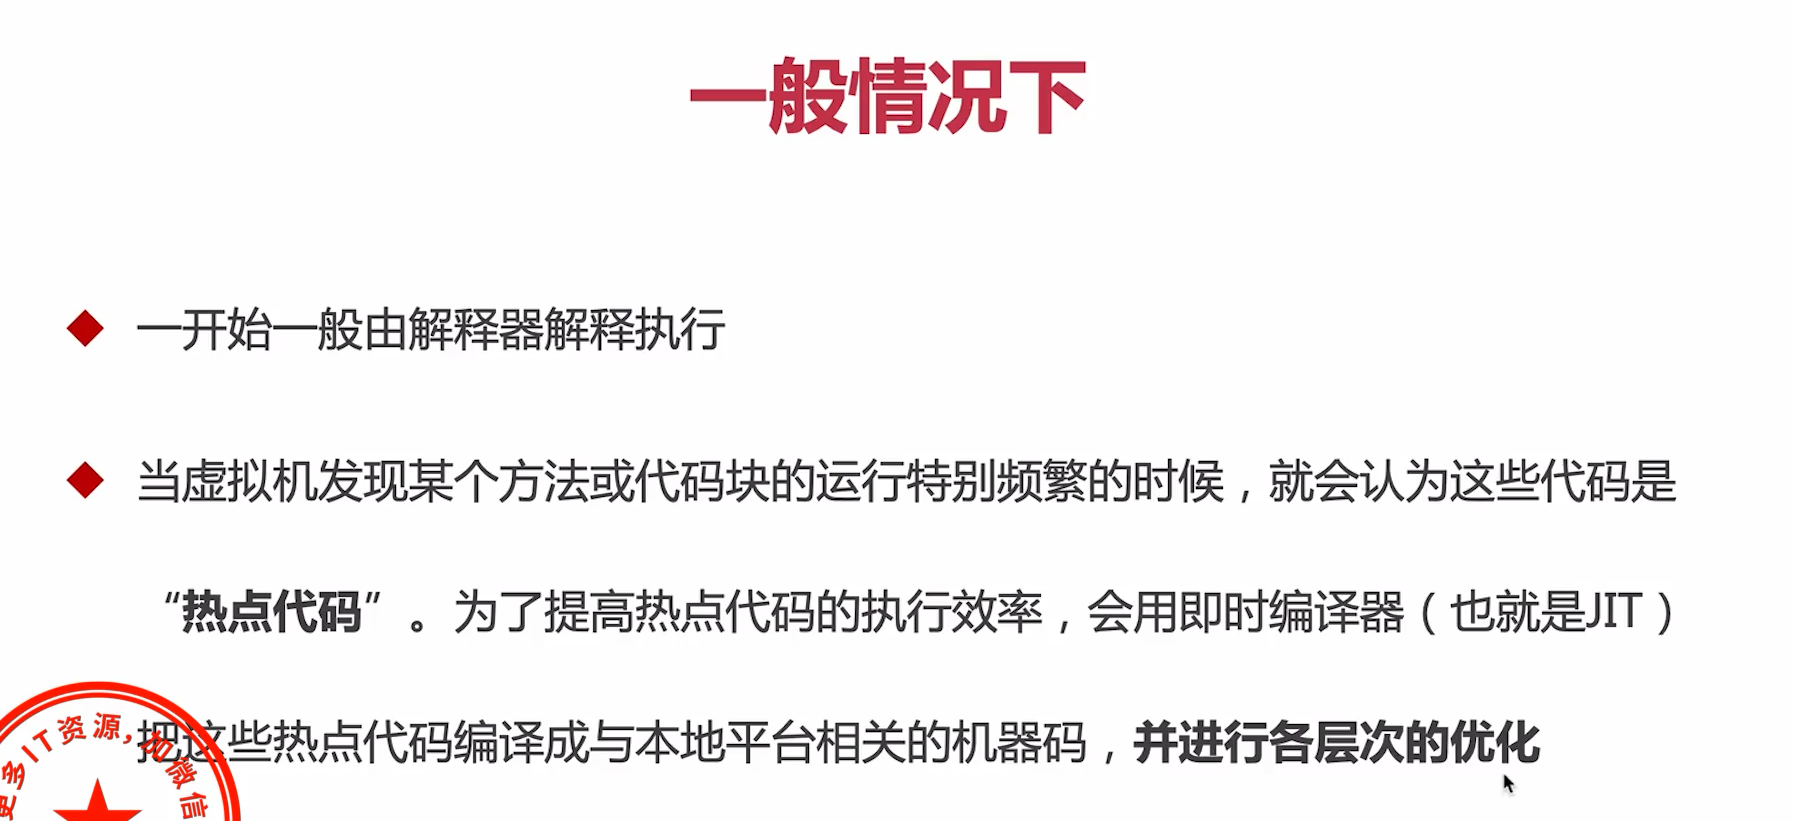 一般情况下
一开始一般由解释器解释执行
当虚拟机发现某个方法或代码块的运行特别频繁的时候，就会认为这些代码是
“热点代码”。为了提高热点代码的执行效率，会用即时编译器（也就是JIT）
把这些热点代码编译成与本地平台相关的机器码，并进行各层次的优化
更多IT资源，加微信